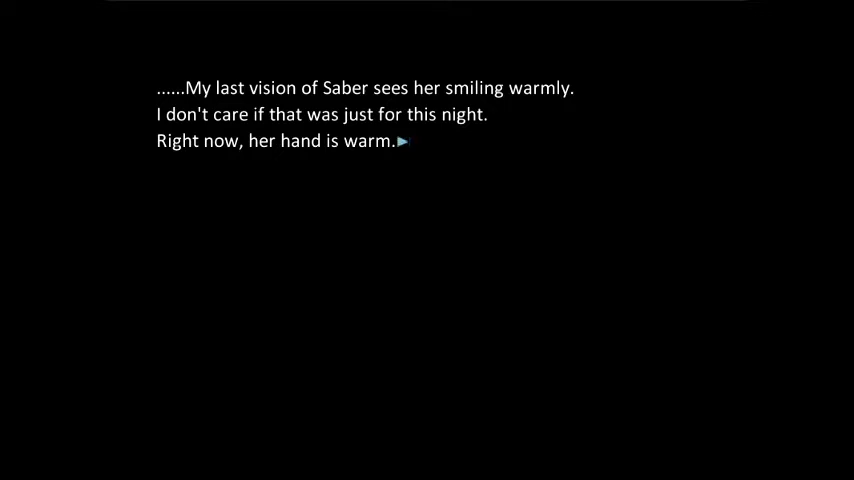 ......My last vision of Saber sees her smiling warmly.
I don't care if that was just for this night.
Right now, her hand is warm.